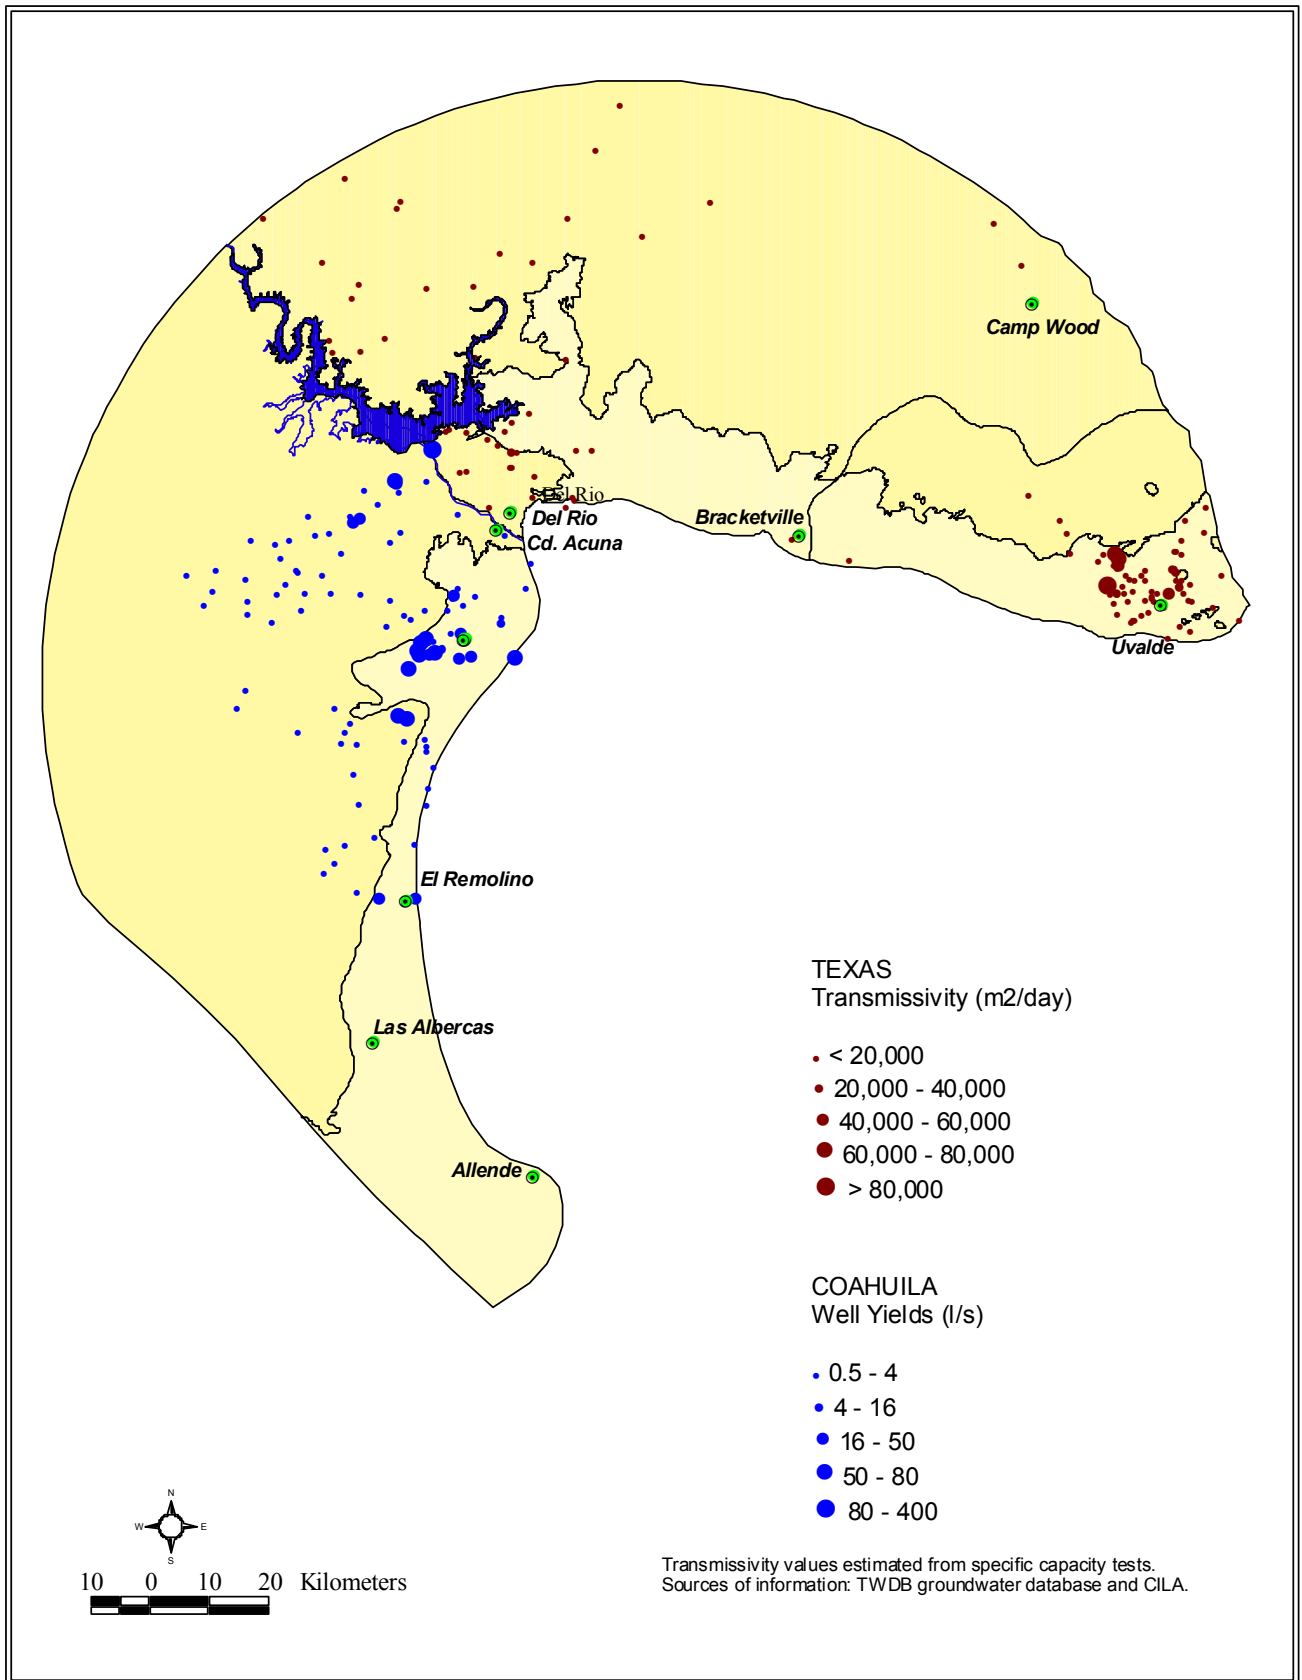 Camp Wood
Del Rio
Del Rio
Bracketville
Cd. Acuna
Uvalde
El Remolino
Las Albercas
Allende
TEXAS
Transmissivity (m2/day)
< 20,000
20,000 - 40,000
40,000 - 60,000
60,000 - 80,000
> 80,000
COAHUILA
Well Yields (l/s)
0.5 - 4
4 - 16
16 - 50
50 - 80
80 - 400
N
W E
S
10 0 10 20 Kilometers
Transmissivity values estimated from specific capacity tests.
Sources of information: TWDB groundwater database and CILA.